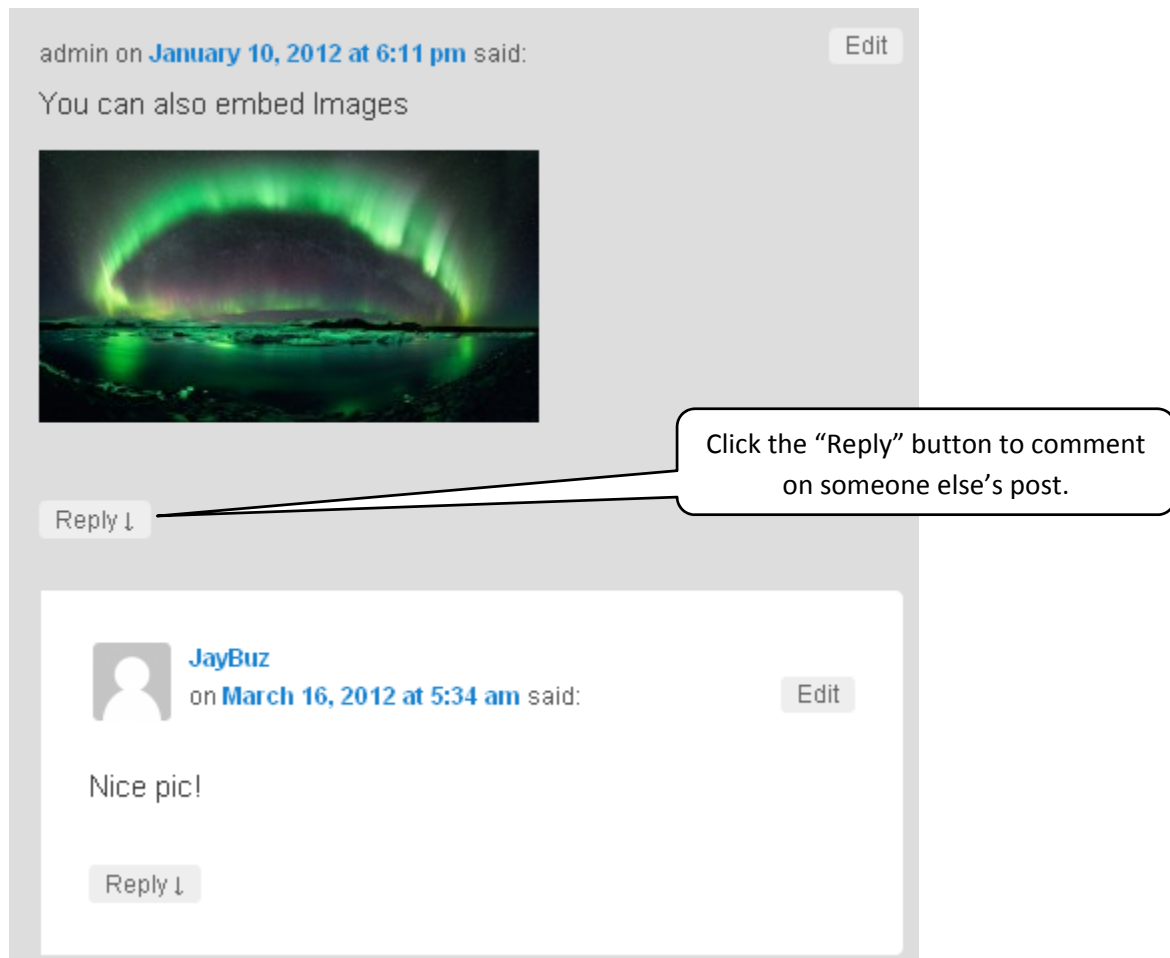 admin on January 10, 2012 at 6:11 pm said:
Edit
You can also embed Images
Click the “Reply” button to comment
on someone else’s post.
Reply ↓
JayBuz
on March 16, 2012 at 5:34 am said:
Edit
Nice pic!
Reply ↓